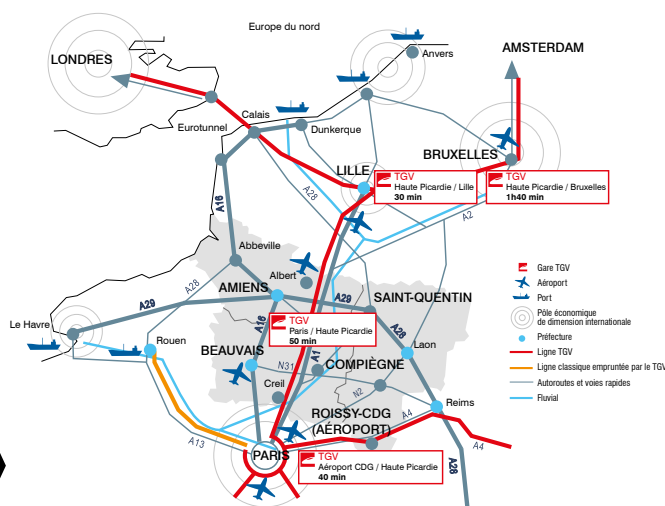 Europe du nord
LONDRES
AMSTERDAM
Anvers
Calais
Eurotunnel
Dunkerque
BRUXELLES
LILLE
TGV
Haute Picardie / Lille
30 min
TGV
Haute Picardie / Bruxelles
1h40 min
A28
A16
A2
Abbeville
Albert
A28
AMIENS
A29
A29
SAINT-QUENTIN
Le Havre
Rouen
A16
TGV
Paris / Haute Picardie
50 min
A28
Laon
BEAUVAIS
A1
N31
COMPIÈGNE
Creil
N2
Reims
ROISSY-CDG
(AÉROPORT)
A4
A13
PARIS
A4
A28
TGV
Aéroport CDG / Haute Picardie
40 min
Gare TGV
Aéroport
Port
Pôle économique
de dimension internationale
Préfecture
Ligne TGV
Ligne classique empruntée par le TGV
Autoroutes et voies rapides
Fluvial